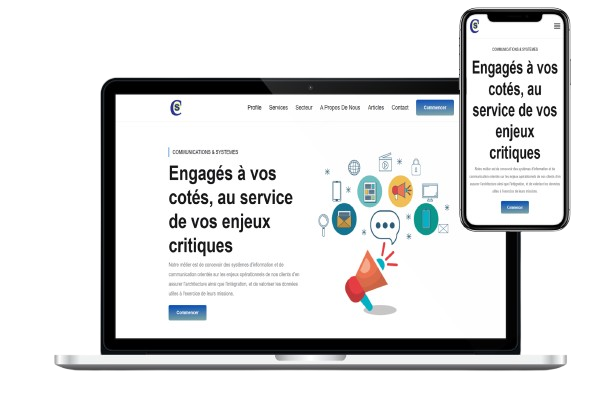 CS
Profile Services Secteur A Propos De Nous Articles Contact Commencer
COMMUNICATIONS & SYSTEMES
Engagés à vos
cotés, au service
de vos enjeux
critiques
Notre métier est de concevoir des systèmes d'information et de
communication orientés sur les enjeux opérationnels de nos clients d'en
assurer l'architecture ainsi que l'intégration, et de valoriser les données
utiles à l'exercice de leurs missions.
Commencer
CS
COMMUNICATIONS & SYSTEMES
Engagés à vos
cotés, au
service de vos
enjeux
critiques
Notre métier est de concevoir des systèmes d'information et de
communication orientés sur les enjeux opérationnels de nos clients d'en
assurer l'architecture ainsi que l'intégration, et de valoriser les données
utiles à l'exercice de leurs missions.
Commencer